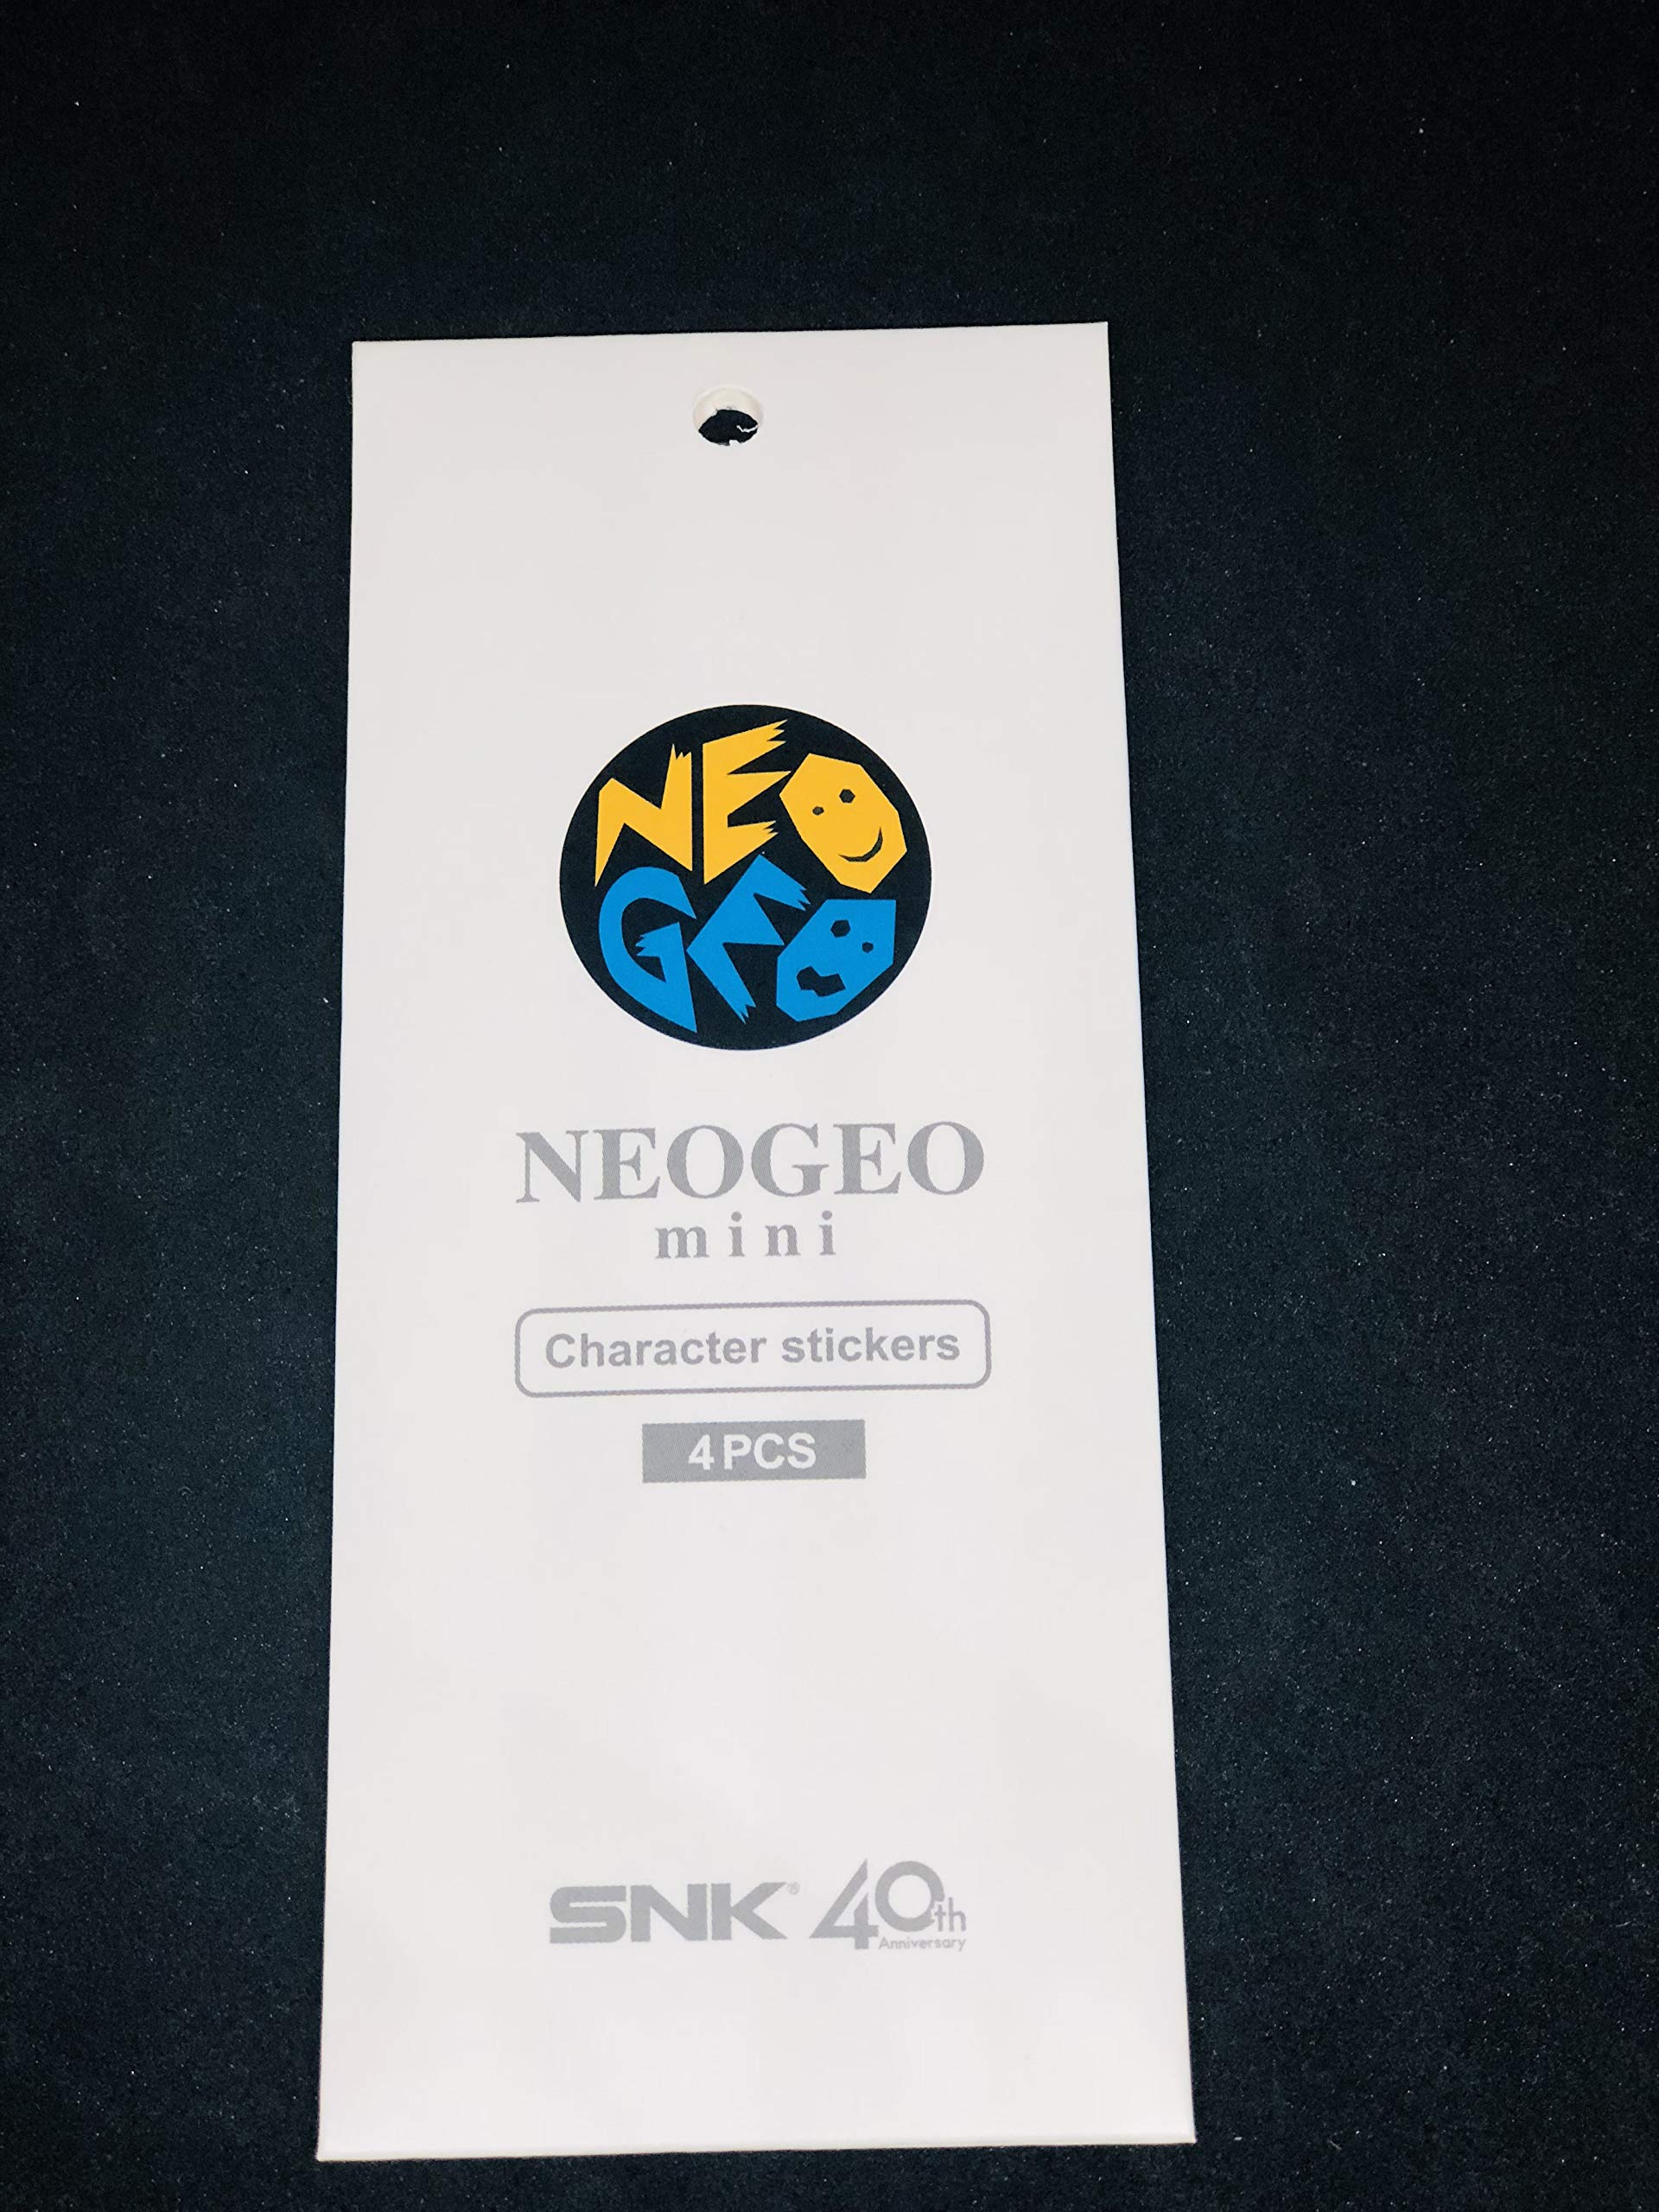 NEO
GEO
NEOGEO
mini
Character stickers
4PCS
SNK® 40th
Anniversary